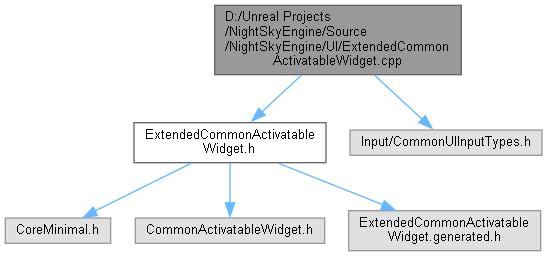 D:/Unreal Projects
/NightSkyEngine/Source
/NightSkyEngine/UI/ExtendedCommon
ActivatableWidget.cpp
ExtendedCommonActivatable
Widget.h
Input/CommonUIInputTypes.h
CoreMinimal.h
CommonActivatableWidget.h
ExtendedCommonActivatable
Widget.generated.h